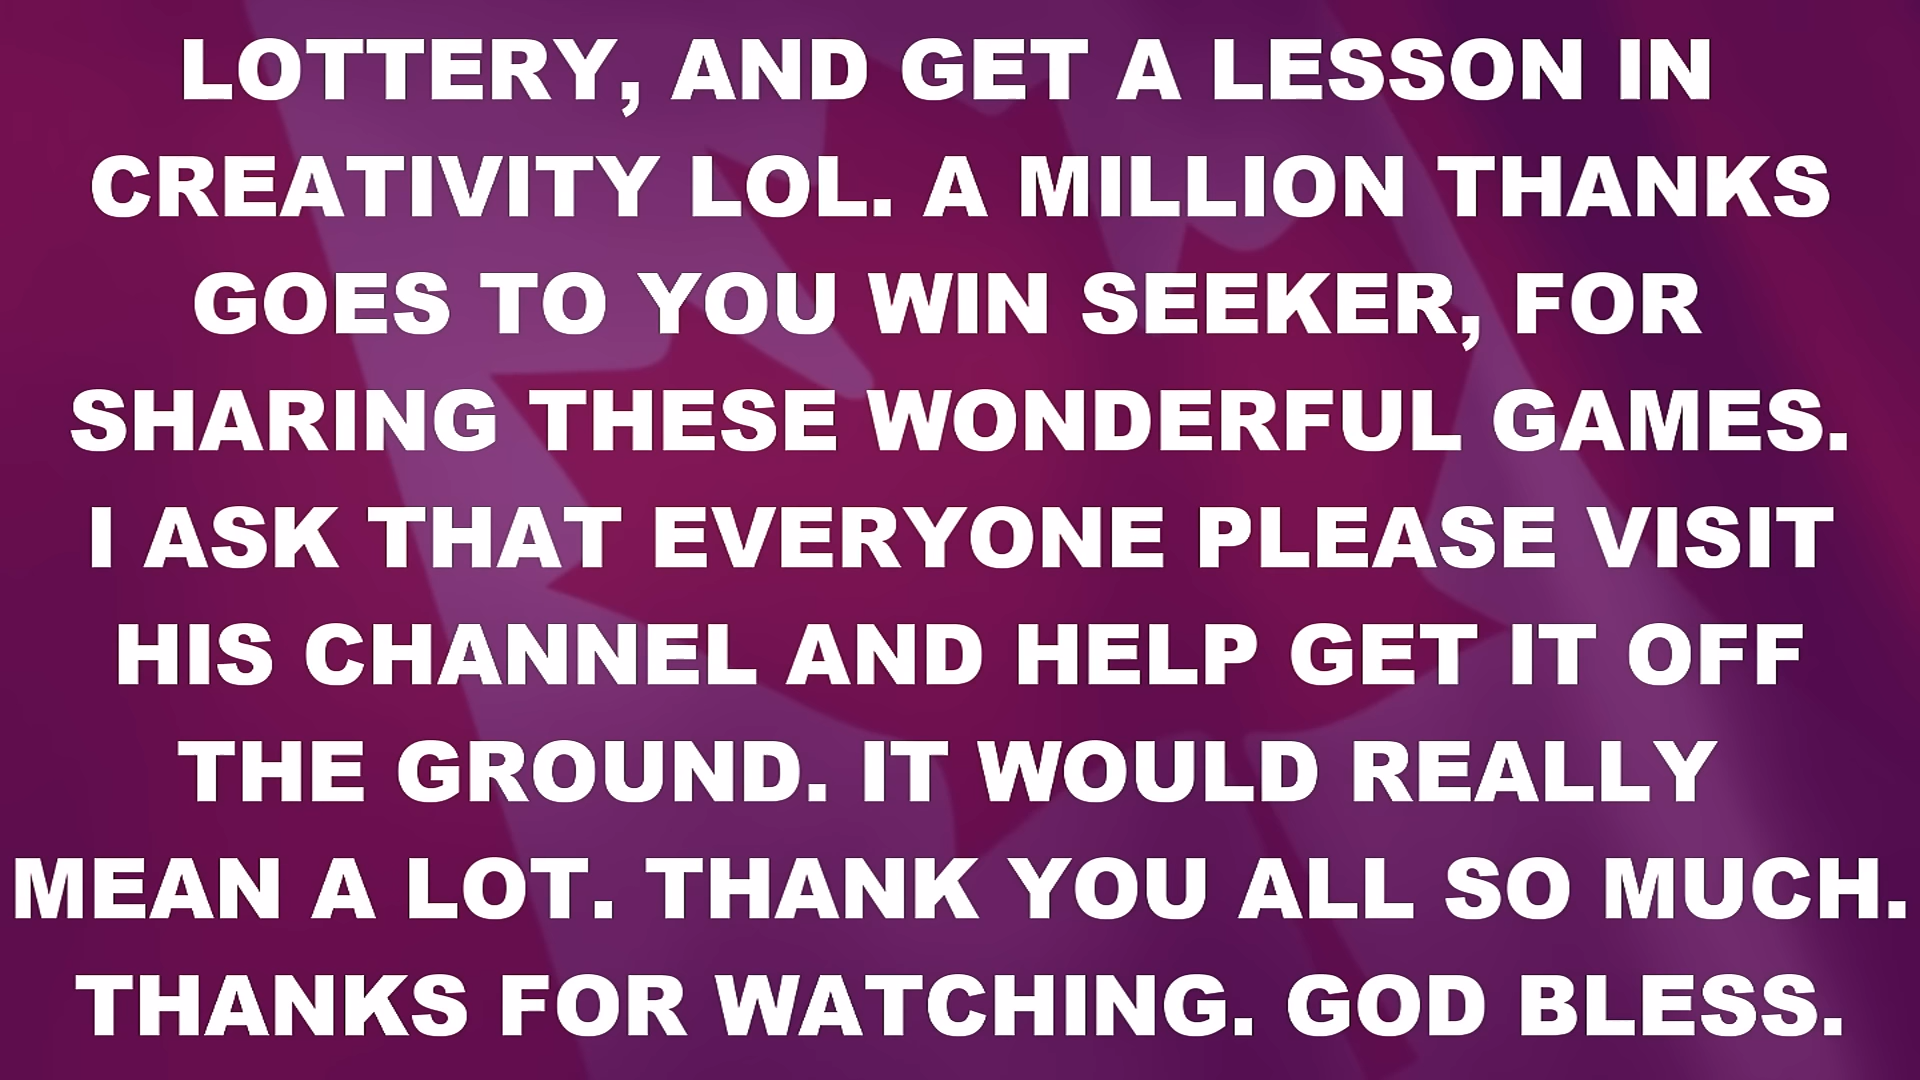 LOTTERY, AND GET A LESSON IN
CREATIVITY LOL. A MILLION THANKS
GOES TO YOU WIN SEEKER, FOR
SHARING THESE WONDERFUL GAMES.
I ASK THAT EVERYONE PLEASE VISIT
HIS CHANNEL AND HELP GET IT OFF
THE GROUND. IT WOULD REALLY
MEAN A LOT. THANK YOU ALL SO MUCH.
THANKS FOR WATCHING. GOD BLESS.